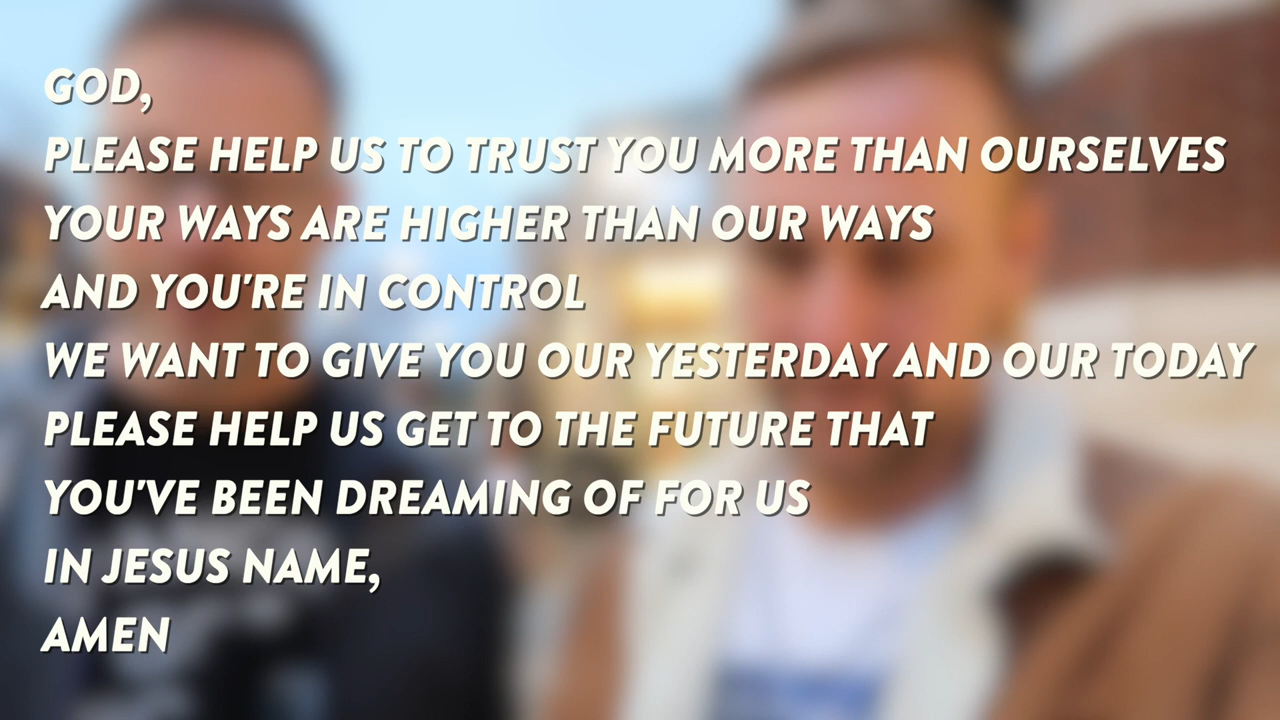 GOD,
PLEASE HELP US TO TRUST YOU MORE THAN OURSELVES
YOUR WAYS ARE HIGHER THAN OUR WAYS
AND YOU'RE IN CONTROL
WE WANT TO GIVE YOU OUR YESTERDAY AND OUR TODAY
PLEASE HELP US GET TO THE FUTURE THAT
YOU'VE BEEN DREAMING OF FOR US
IN JESUS NAME,
AMEN